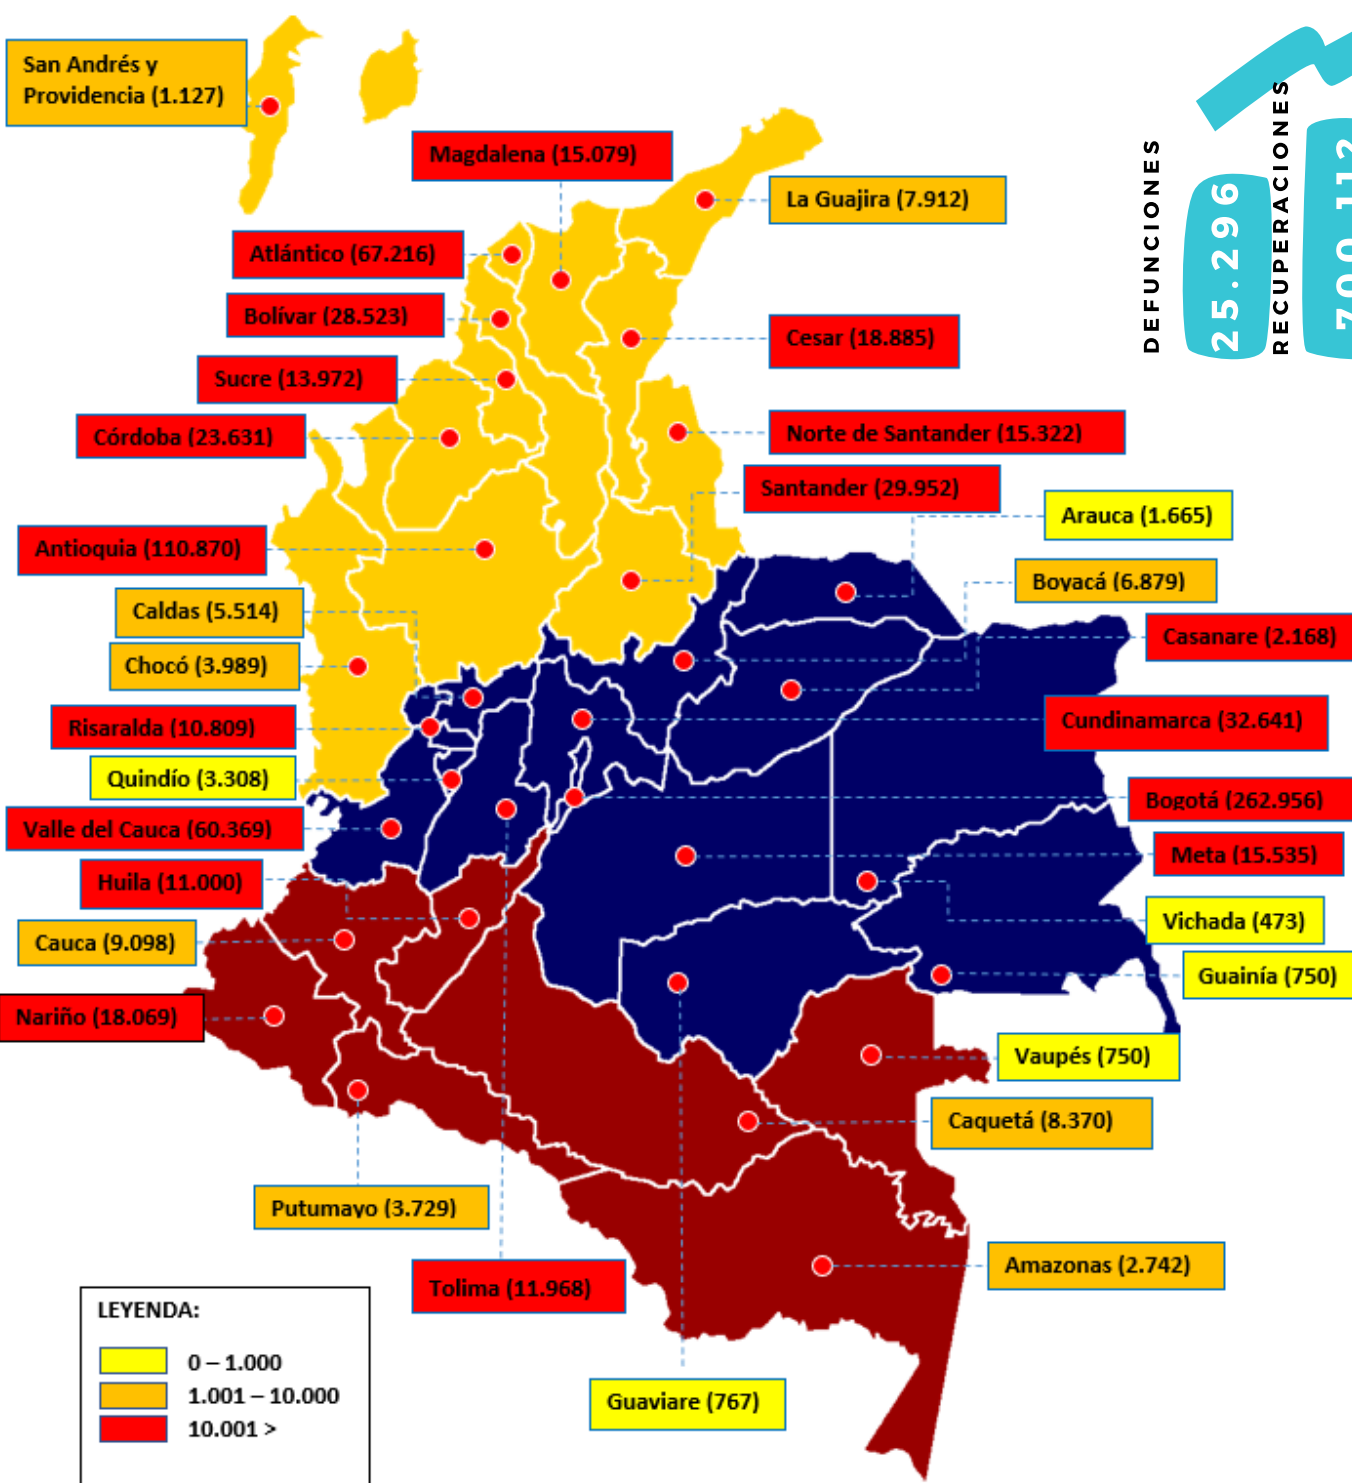 San Andrés y
Providencia (1.127)
Magdalena (15.079)
La Guajira (7.912)
Atlántico (67.216)
Bolívar (28.523)
Cesar (18.885)
Sucre (13.972)
Córdoba (23.631)
Norte de Santander (15.322)
Santander (29.952)
Arauca (1.665)
Antioquia (110.870)
Boyacá (6.879)
Caldas (5.514)
Casanare (2.168)
Chocó (3.989)
Risaralda (10.809)
Cundinamarca (32.641)
Quindío (3.308)
Bogotá (262.956)
Valle del Cauca (60.369)
Meta (15.535)
Huila (11.000)
Vichada (473)
Cauca (9.098)
Guainía (750)
Nariño (18.069)
Vaupés (750)
Caquetá (8.370)
Putumayo (3.729)
Amazonas (2.742)
Tolima (11.968)
Guaviare (767)
LEYENDA:
0 – 1.000
1.001 – 10.000
10.001 >
DEFUNCIONES
25.296
RECUPERACIONES
700.112